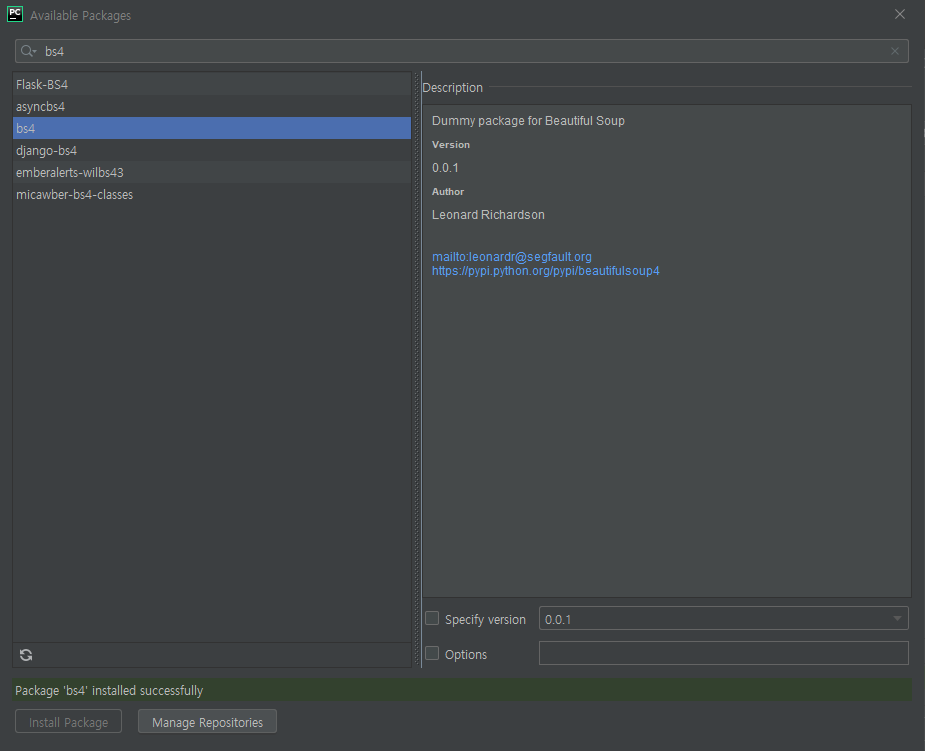 PC
Available Packages
bs4
Flask-BS4
asyncbs4
bs4
django-bs4
emberalerts-wilbs43
micawber-bs4-classes
Description
Dummy package for Beautiful Soup
Version
0.0.1
Author
Leonard Richardson
mailto:leonardr@segfault.org
https://pypi.python.org/pypi/beautifulsoup4
Specify version
0.0.1
Options
Package 'bs4' installed successfully
Install Package
Manage Repositories